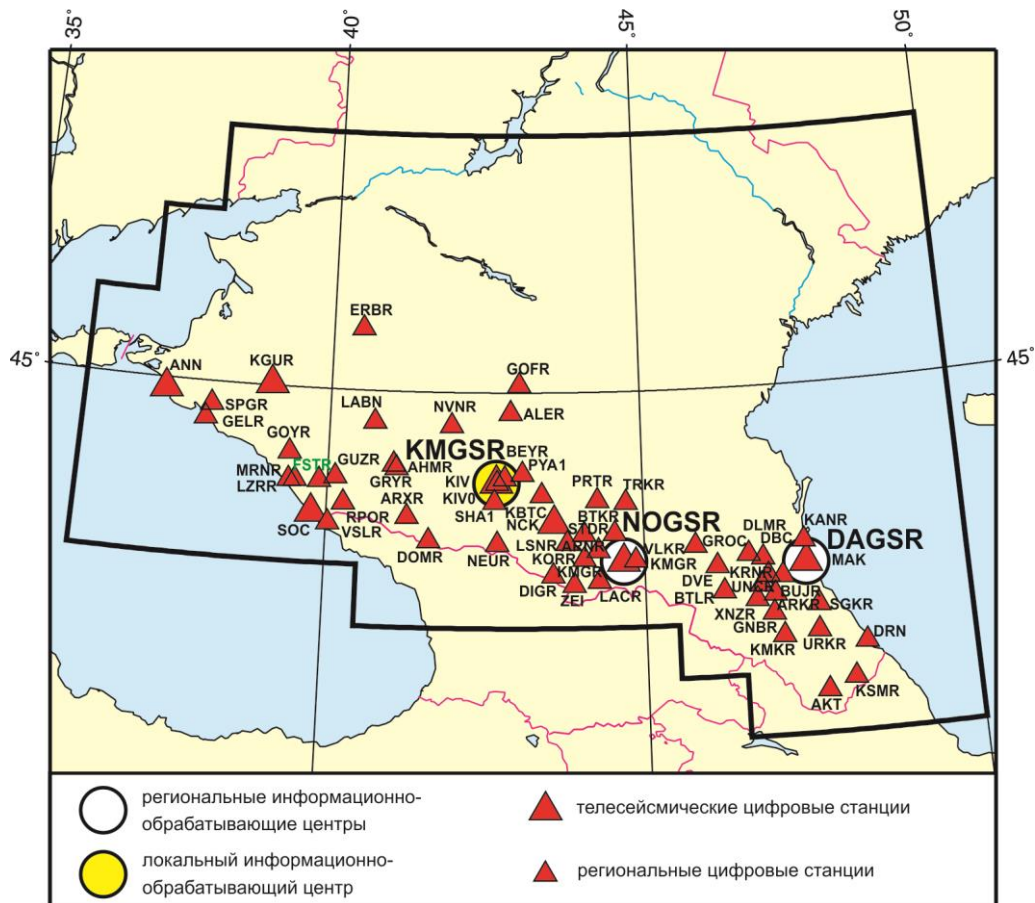 35°
40°
45°
50°
45°
45°
ERBR
ANN
KGUR
GOFR
SPGR
GELR
LABN
NVNR
ALER
GOYR
FSTR
GUZR
KMGSR
BEYR
PYA1
MRNR
LZRR
GRYR
AHMR
KIV
KIV0
ARXR
SHA1
KBTC
NCK
PRTR
TRKR
SOC
RPOR
VSLR
DOMR
NEUR
LSNR
STDR
BTKR
NOGSR
ARNR
KORR
KMGR
DIGR
ZEI
LACR
VLKR
KMGR
GROC
DLMR
DBC
KANR
DAGSR
MAK
DVE
KRNR
UNCR
BTLR
BUJR
ARKR
SGKR
XNZR
GNBR
KMKR
URKR
DRN
AKT
KSMR
региональные информационно-
обрабатывающие центры
локальный информационно-
обрабатывающий центр
телесейсмические цифровые станции
региональные цифровые станции